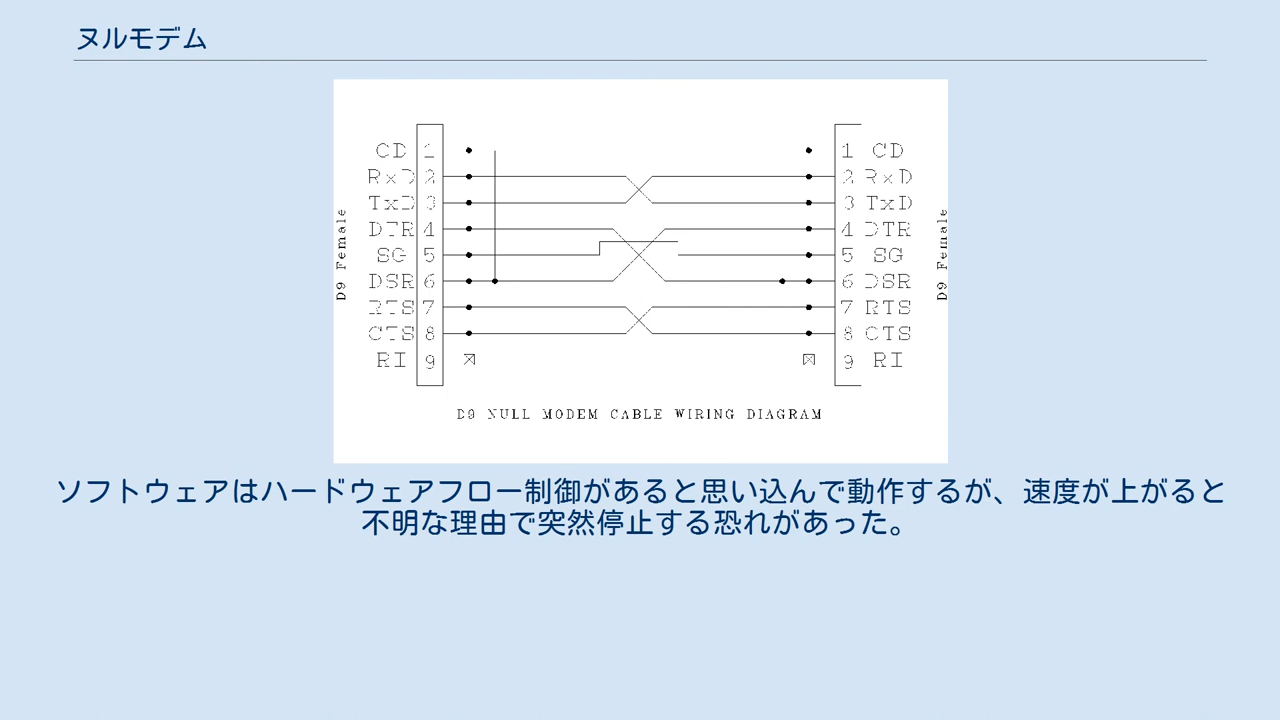 ヌルモデム
CD 1 1 CD
RxD 2 2 RxD
TxD 3 3 TxD
DTR 4 4 DTR
SG 5 5 SG
DSR 6 6 DSR
RTS 7 7 RTS
CTS 8 8 CTS
RI 9 9 RI
D9 Female
D9 Female
D9 NULL MODEM CABLE WIRING DIAGRAM
ソフトウェアはハードウェアフロー制御があると思い込んで動作するが、速度が上がると
不明な理由で突然停止する恐れがあった。